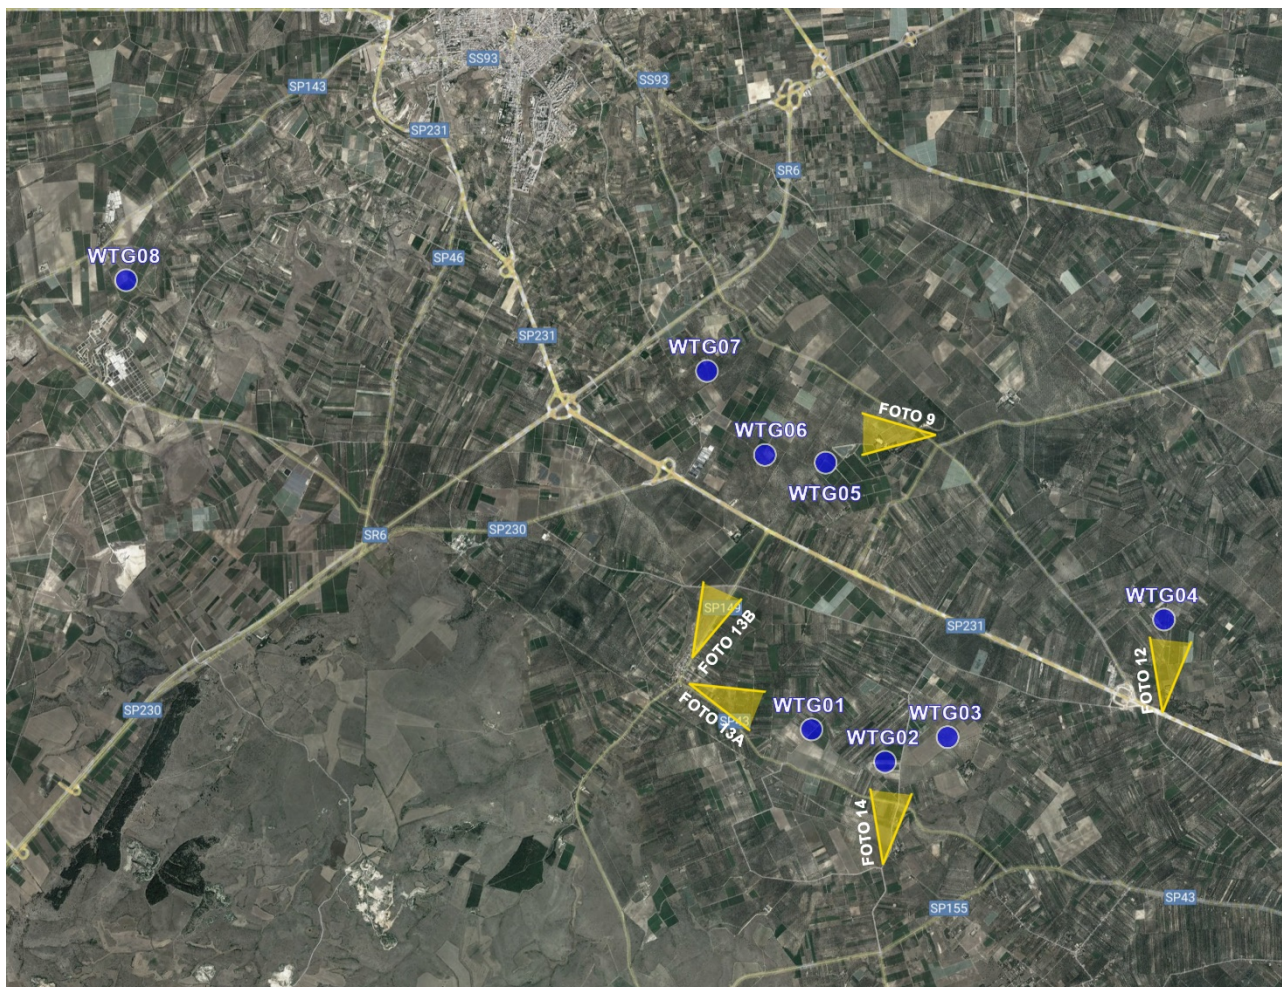 SS93
SS93
SP143
SP231
SR6
WTG08
SP46
SP231
WTG07
FOTO 9
WTG06
WTG05
SP230
SR6
WTG04
SP149
FOTO 13B
SP231
FOTO 12
SP230
SP43
FOTO 13A
WTG01
WTG03
WTG02
FOTO 14
SP43
SP155